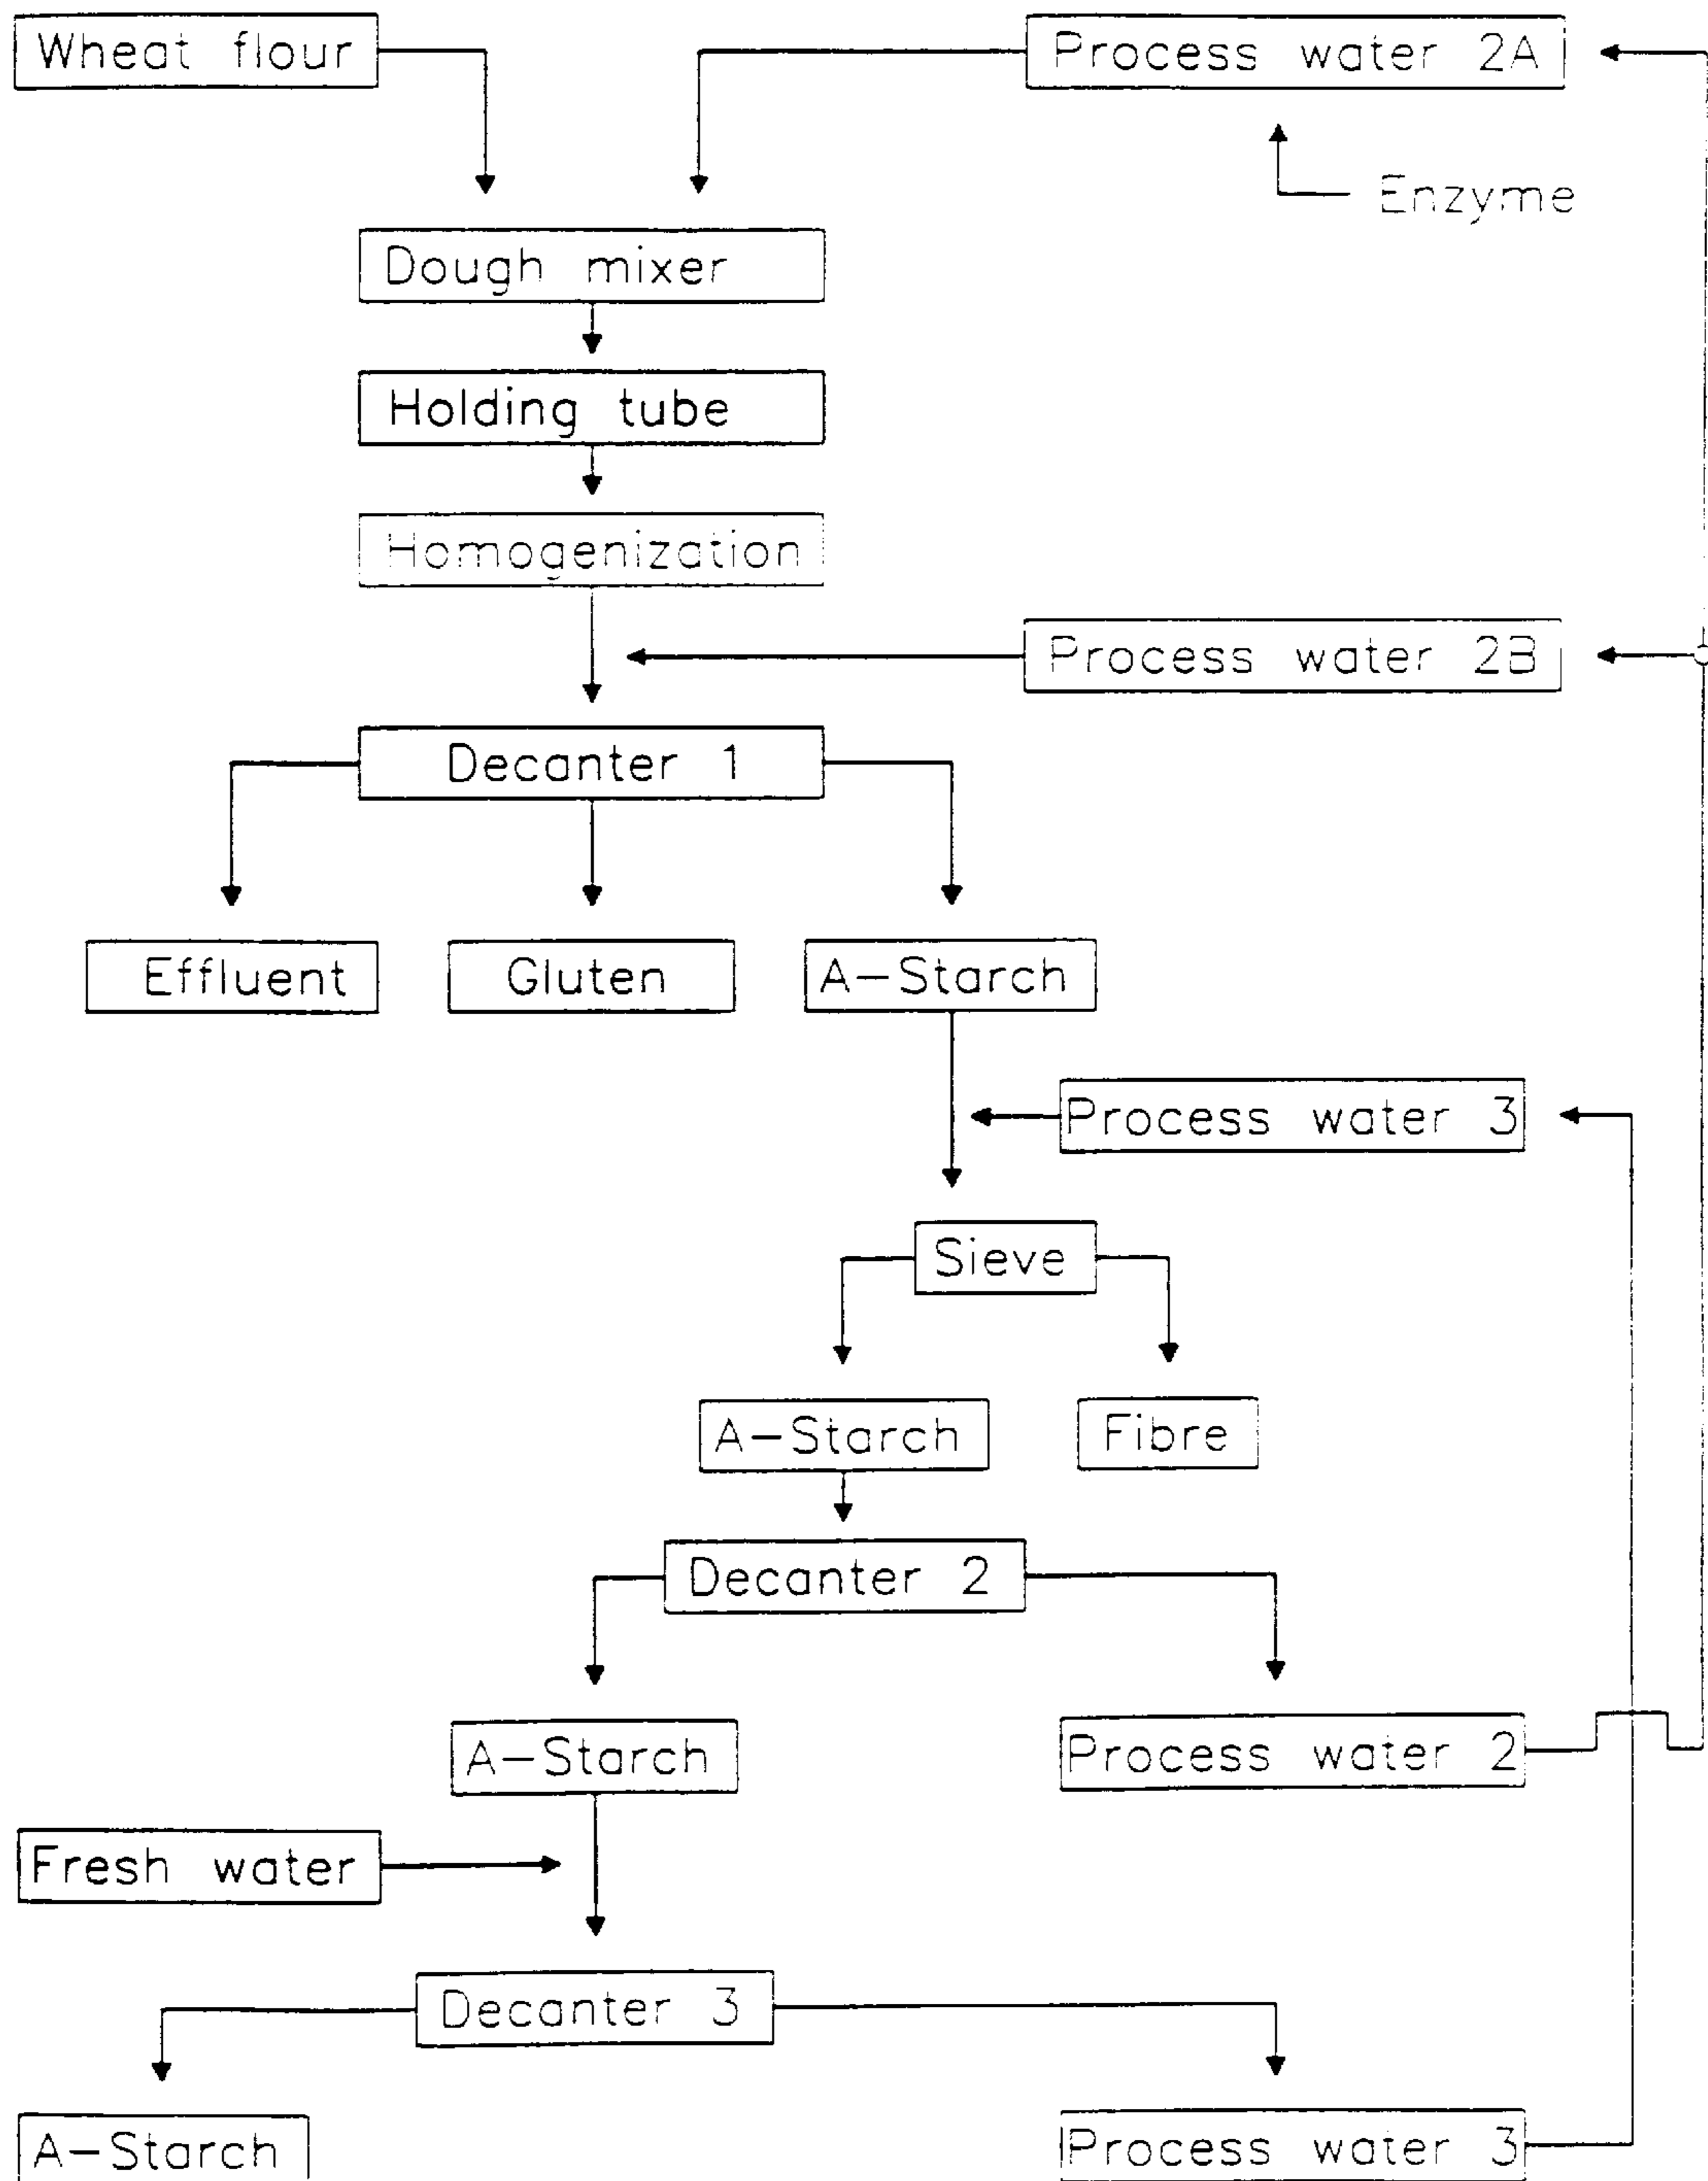 Wheat flour
Process water 2A
Enzyme
Dough mixer
Holding tube
Homogenization
Process water 2B
Decanter 1
Effluent
Gluten
A-Starch
Process water 3
Sieve
A-Starch
Fibre
Decanter 2
A-Starch
Process water 2
Fresh water
Decanter 3
A-Starch
Process water 3